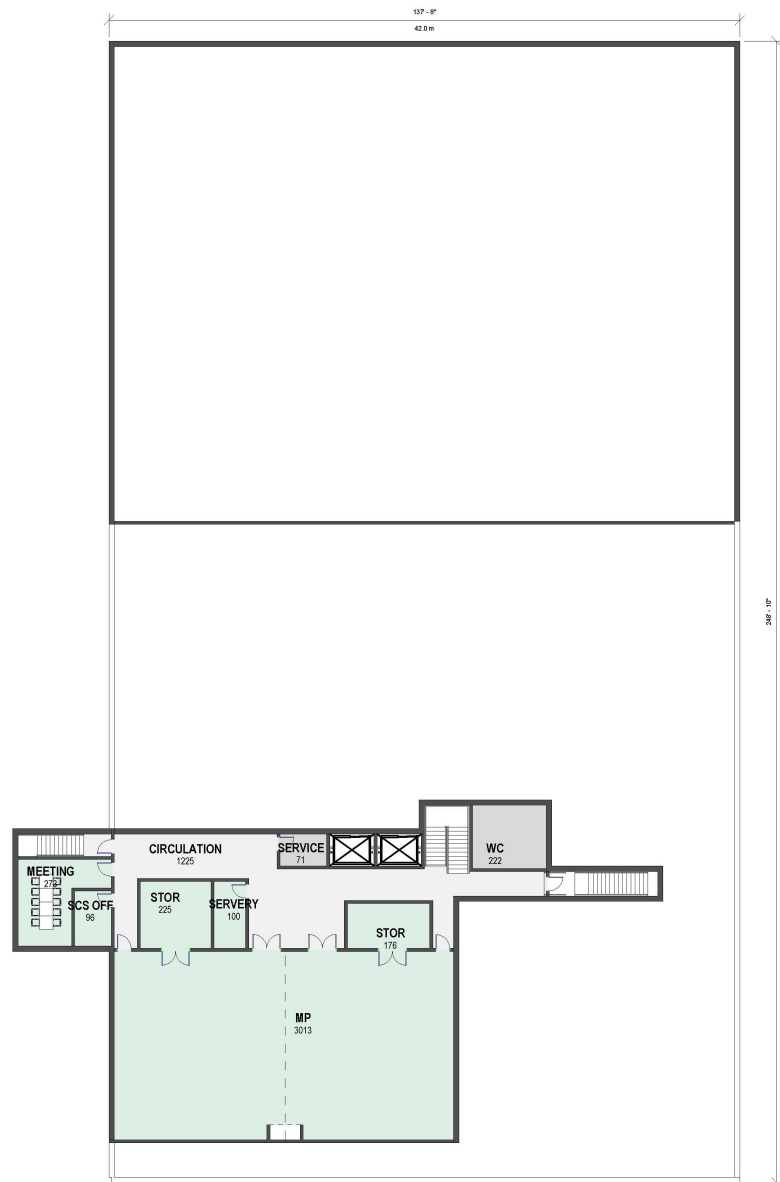 137' - 8"
42.0 m
248' - 10"
CIRCULATION
1225
SERVICE
71
WC
222
MEETING
SCS OFF
96
STOR
225
SERVERY
100
STOR
176
MP
3013